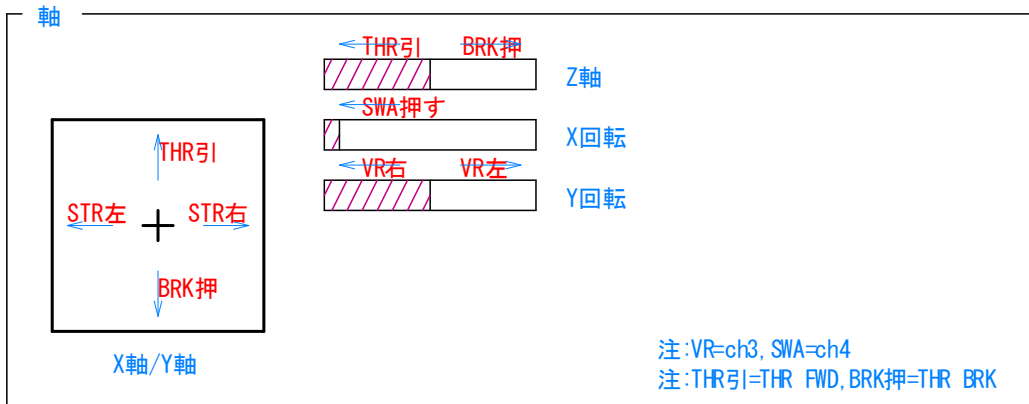 軸
THR引 BRK押
Z軸
SWA押す
X回転
VR右 VR左
Y回転
THR引
STR左 STR右
BRK押
X軸/Y軸
注:VR=ch3,SWA=ch4
注:THR引=THR FWD,BRK押=THR BRK